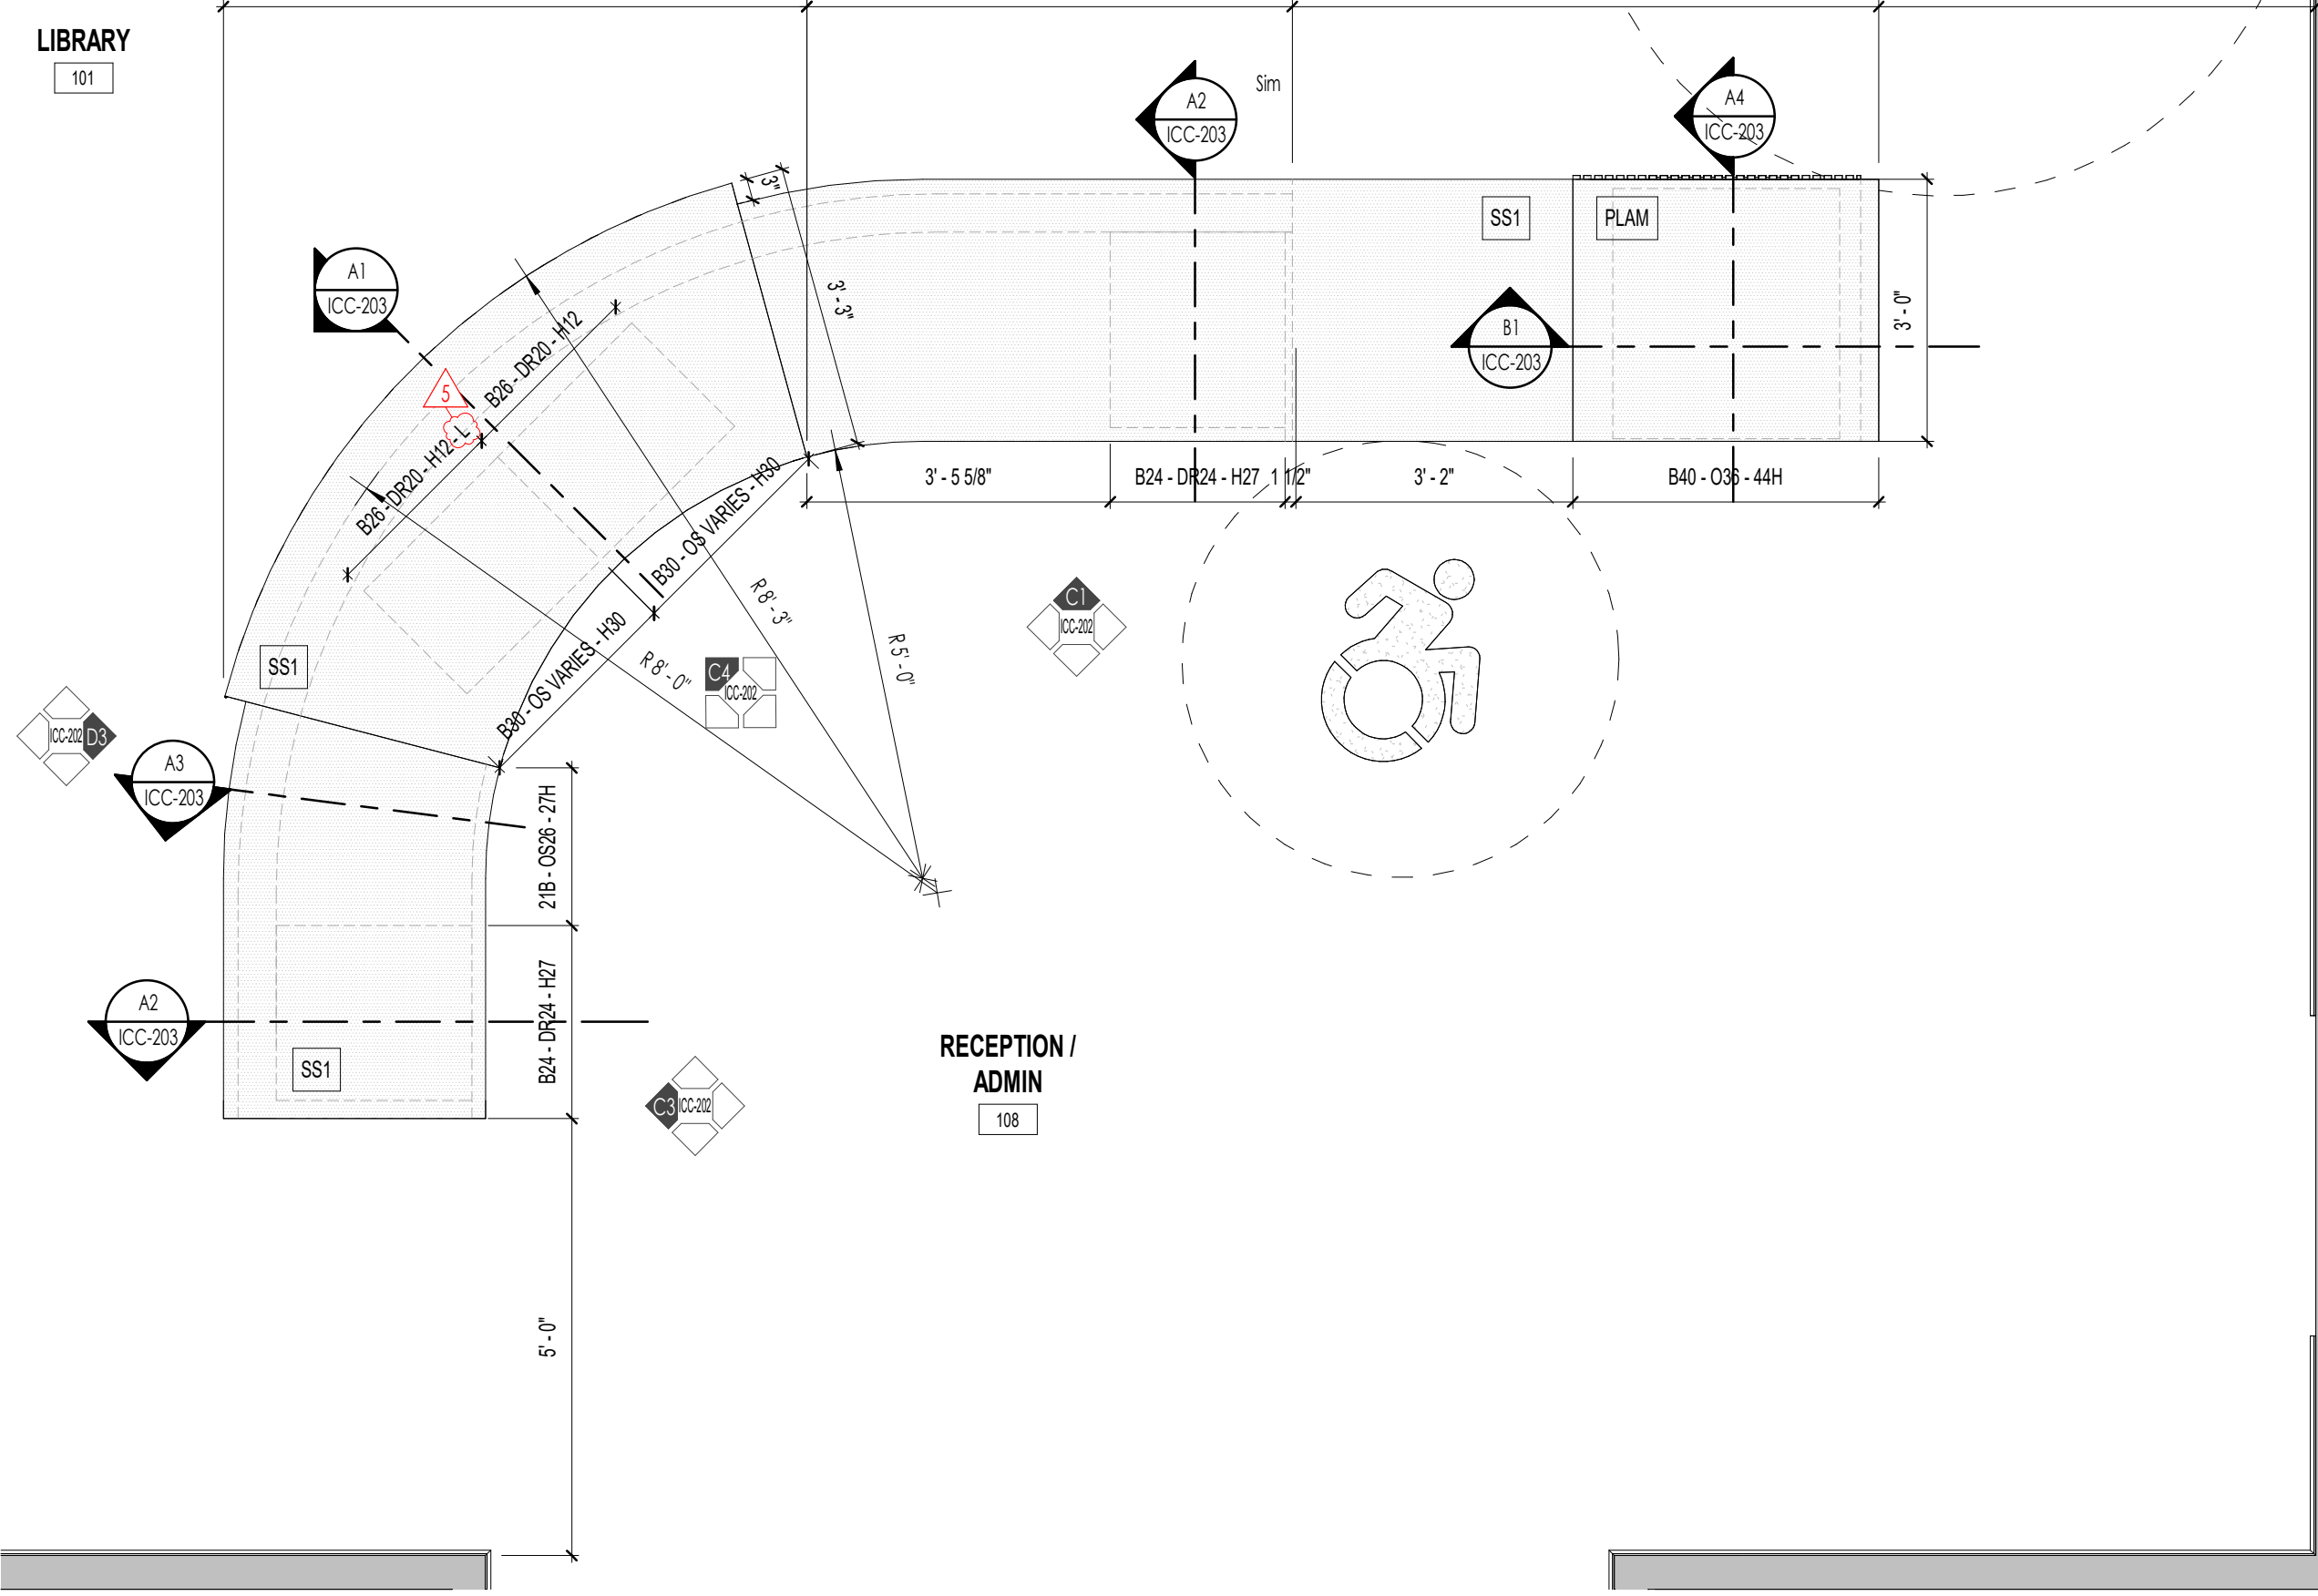 LIBRARY
101
A2
ICC-203
Sim
A4
ICC-203
3"
SS1
PLAM
A1
ICC-203
3' - 3"
3' - 0"
B1
ICC-203
B26 - DR20 - H12
5
B26 - DR20 - H12 - L
3' - 5 5/8"
B24 - DR24 - H27
1 1/2"
3' - 2"
B40 - O36 - 44H
B30 - OS VARIES - H30
B30 - OS VARIES - H30
R 8' - 3"
R 8' - 0"
R 5' - 0"
C1
ICC-202
C4
ICC-202
SS1
ICC-202
D3
A3
ICC-203
21B - OS26 - 27H
B24 - DR24 - H27
A2
ICC-203
SS1
C3
ICC-202
RECEPTION /
ADMIN
108
5' - 0"